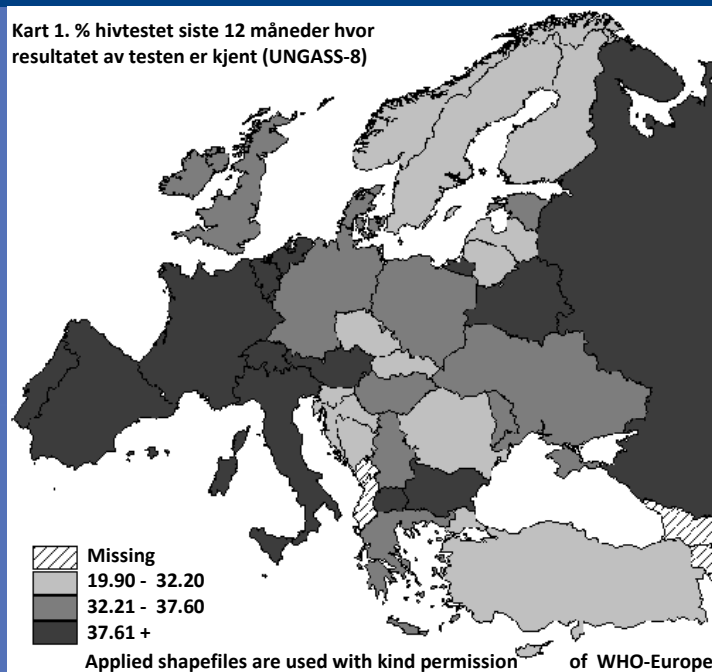 Kart 1. % hivtestet siste 12 måneder hvor
resultatet av testen er kjent (UNGASS-8)
Missing
19.90 - 32.20
32.21 - 37.60
37.61 +
Applied shapefiles are used with kind permission of WHO-Europe